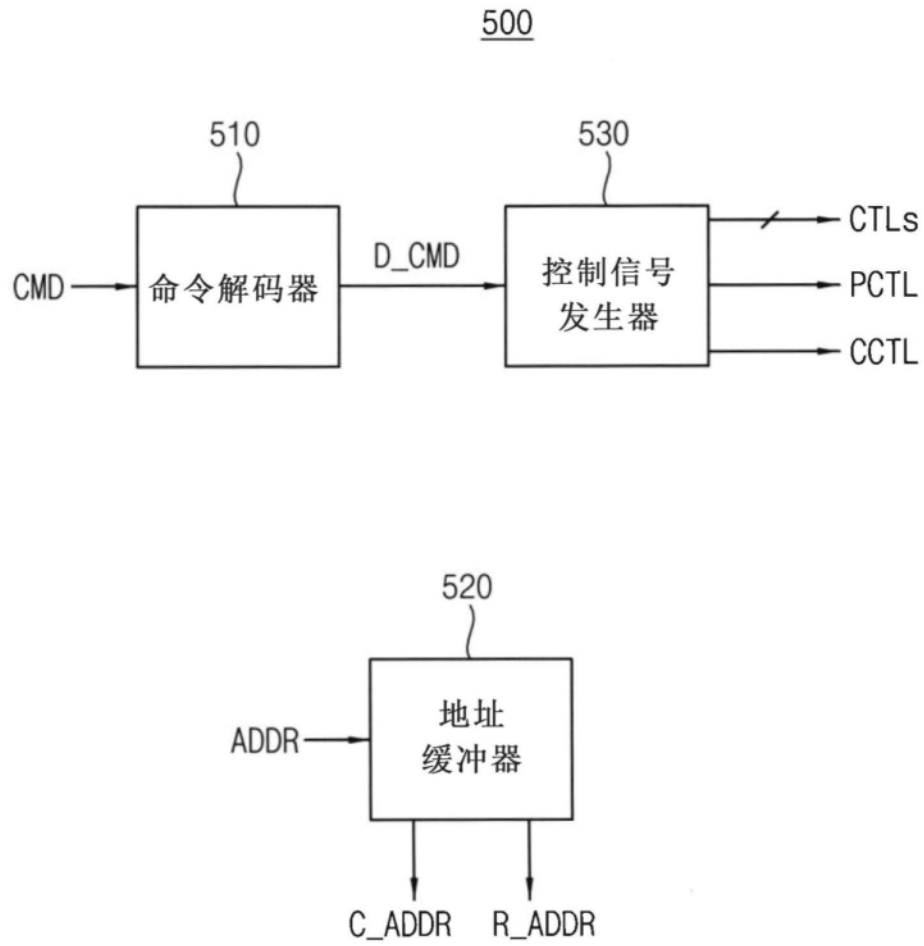 500
510
530
CMD
命令解码器
D_CMD
控制信号
发生器
CTLs
PCTL
CCTL
520
ADDR
地址
缓冲器
C_ADDR
R_ADDR